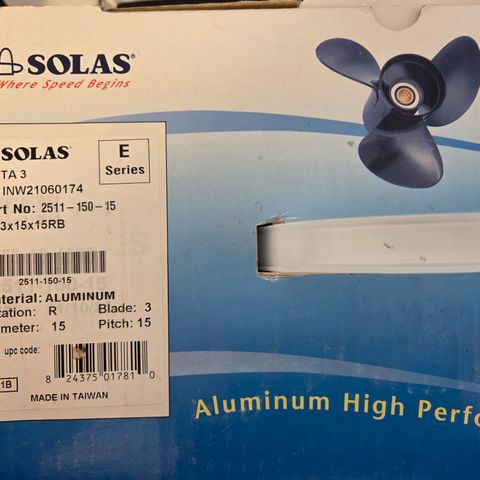 SOLAS®
Where Speed Begins
SOLAS®
E
Series
TA 3
INW21060174
rt No: 2511-150-15
3x15x15RB
2511-150-15
aterial: ALUMINUM
tation: R Blade: 3
meter: 15 Pitch: 15
upc code:
8 24375 01781 0
1B
MADE IN TAIWAN
Aluminum High Perfo